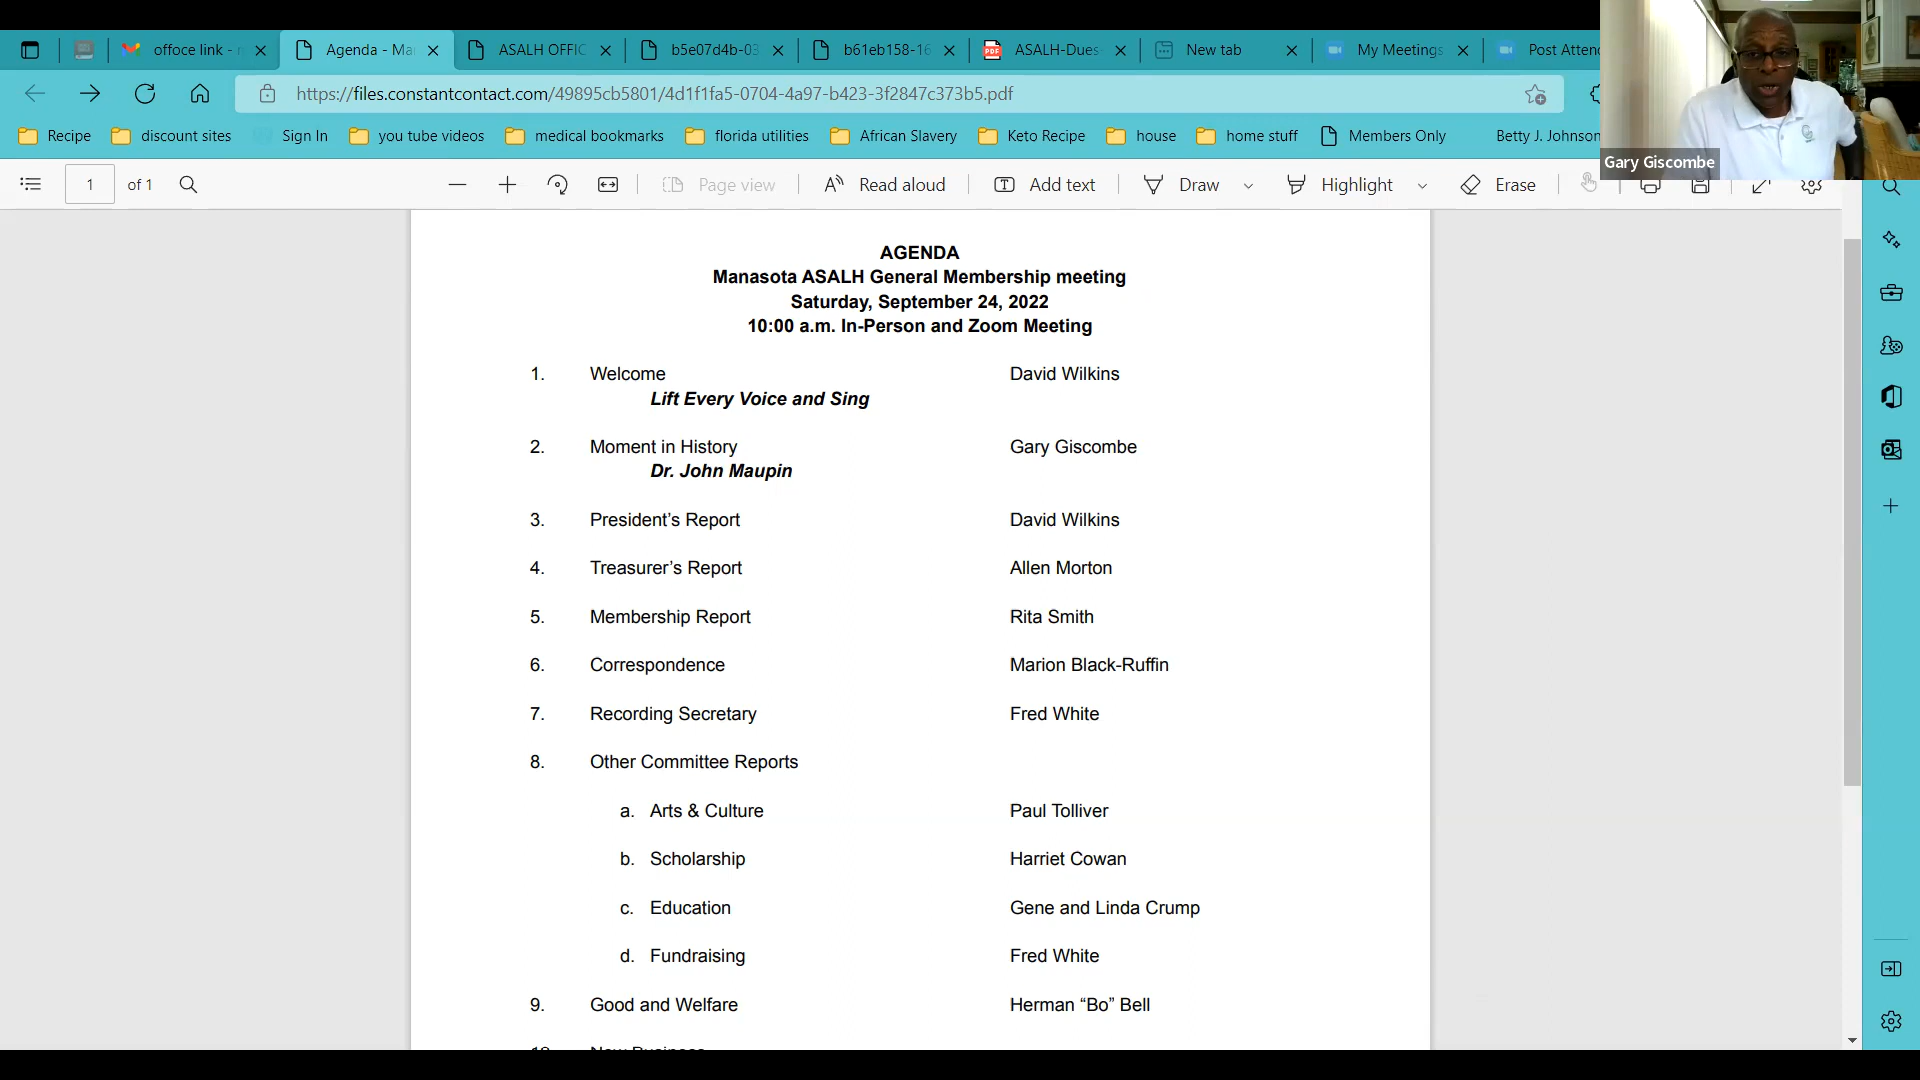 offoce link -
Agenda - Ma
ASALH OFFIC
b5e07d4b-03
b61eb158-16
ASALH-Dues-
New tab
My Meetings
Post Atten
https://files.constantcontact.com/49895cb5801/4d1f1fa5-0704-4a97-b423-3f2847c373b5.pdf
Recipe
discount sites
Sign In
you tube videos
medical bookmarks
florida utilities
African Slavery
Keto Recipe
house
home stuff
Members Only
Betty J. Johnson
Gary Giscombe
1 of 1
Page view
Read aloud
Add text
Draw
Highlight
Erase
AGENDA
Manasota ASALH General Membership meeting
Saturday, September 24, 2022
10:00 a.m. In-Person and Zoom Meeting
1. Welcome David Wilkins
Lift Every Voice and Sing
2. Moment in History Gary Giscombe
Dr. John Maupin
3. President’s Report David Wilkins
4. Treasurer’s Report Allen Morton
5. Membership Report Rita Smith
6. Correspondence Marion Black-Ruffin
7. Recording Secretary Fred White
8. Other Committee Reports
a. Arts & Culture Paul Tolliver
b. Scholarship Harriet Cowan
c. Education Gene and Linda Crump
d. Fundraising Fred White
9. Good and Welfare Herman “Bo” Bell
10. New Business